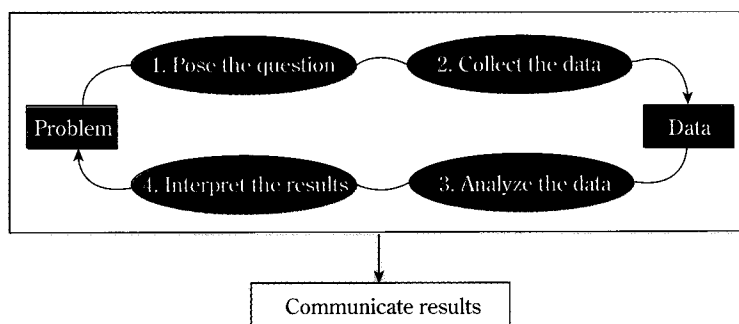 1. Pose the question
2. Collect the data
Problem
Data
4. Interpret the results
3. Analyze the data
Communicate results